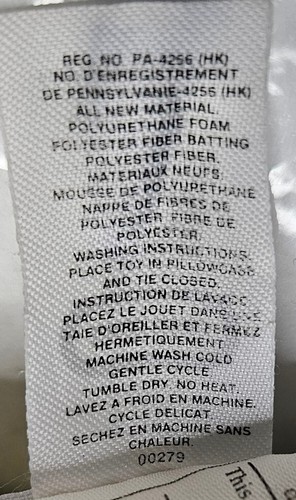 REG. NO. PA-4256 (HK)
NO. D'ENREGISTREMENT
DE PENNSYLVANIE-4256 (HK)
ALL NEW MATERIAL.
POLYURETHANE FOAM
POLYESTER FIBER BATTING
POLYESTER FIBER.
MATERIAUX NEUFS:
MOUSSE DE POLYURETHANE
NAPPE DE FIBRES DE
POLYESTER. FIBRE DE
POLYESTER.
WASHING INSTRUCTIONS:
PLACE TOY IN PILLOWCASE
AND TIE CLOSED.
INSTRUCTION DE LAVAGE
PLACEZ LE JOUET DANS UNE
TAIE D'OREILLER ET FERMEZ
HERMETIQUEMENT.
MACHINE WASH COLD
GENTLE CYCLE
TUMBLE DRY. NO HEAT.
LAVEZ A FROID EN MACHINE.
CYCLE DELICAT.
SECHEZ EN MACHINE SANS
CHALEUR.
00279
This